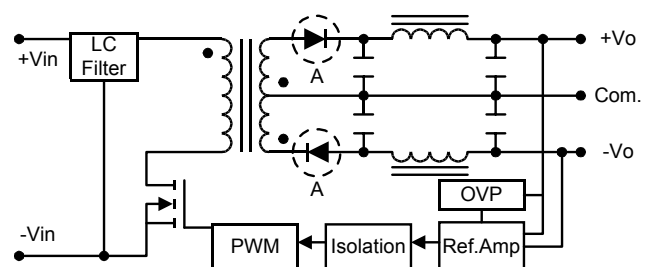 +Vin
LC
Filter
A
+Vo
Com.
A
-Vo
OVP
-Vin
PWM
Isolation
Ref.Amp